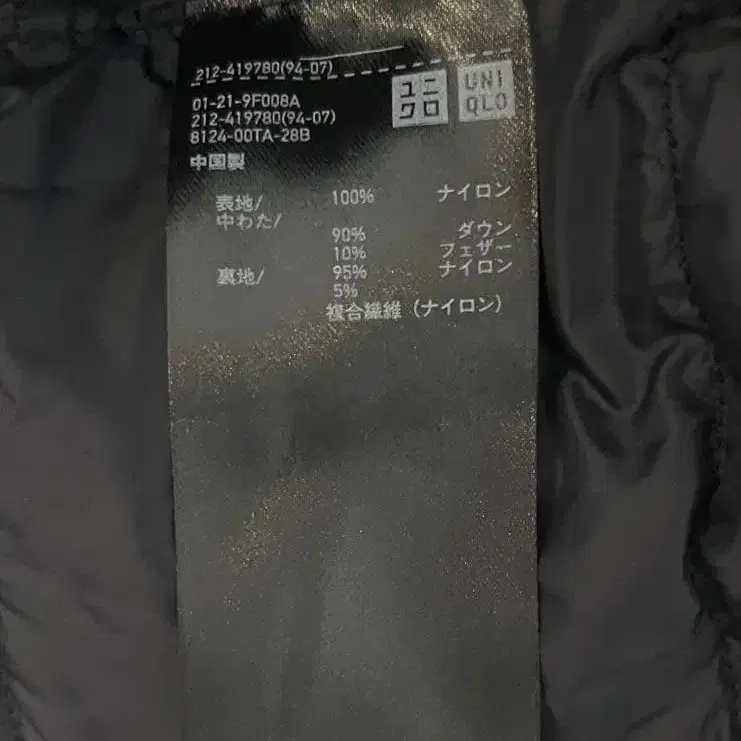 212-419780(94-07)
ユニ
クロ
UNI
QLO
01-21-9F008A
212-419780(94-07)
8124-00TA-28B
中国製
表地/ 100% ナイロン
中わた/
90% ダウン
10% フェザー
裏地/ 95% ナイロン
5%
複合繊維 (ナイロン)